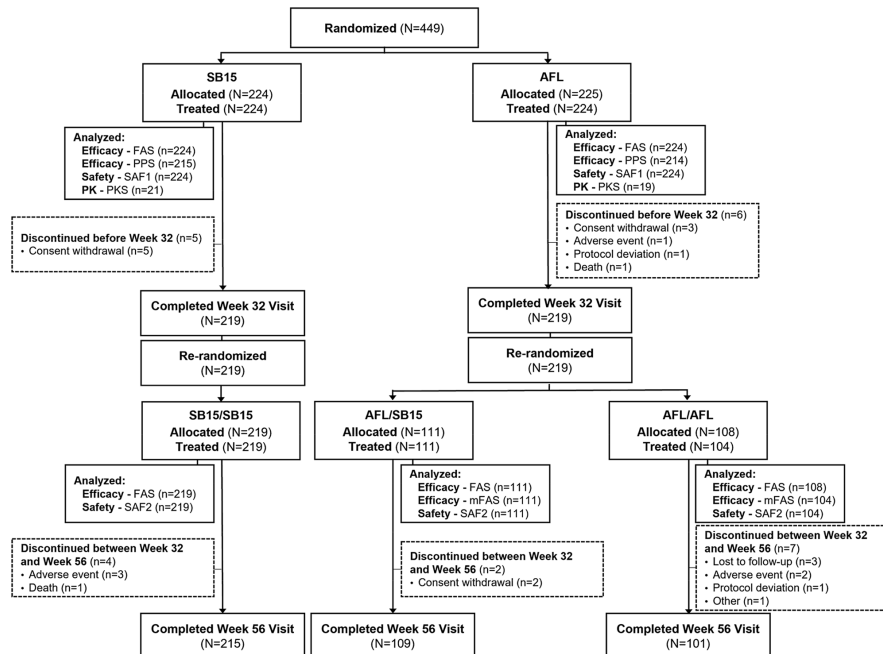 Randomized (N=449)
SB15
Allocated (N=224)
Treated (N=224)
AFL
Allocated (N=225)
Treated (N=224)
Analyzed:
Efficacy - FAS (n=224)
Efficacy - PPS (n=215)
Safety - SAF1 (n=224)
PK - PKS (n=21)
Analyzed:
Efficacy - FAS (n=224)
Efficacy - PPS (n=214)
Safety - SAF1 (n=224)
PK - PKS (n=19)
Discontinued before Week 32 (n=5)
• Consent withdrawal (n=5)
Discontinued before Week 32 (n=6)
• Consent withdrawal (n=3)
• Adverse event (n=1)
• Protocol deviation (n=1)
• Death (n=1)
Completed Week 32 Visit
(N=219)
Completed Week 32 Visit
(N=219)
Re-randomized
(N=219)
Re-randomized
(N=219)
SB15/SB15
Allocated (N=219)
Treated (N=219)
AFL/SB15
Allocated (N=111)
Treated (N=111)
AFL/AFL
Allocated (N=108)
Treated (N=104)
Analyzed:
Efficacy - FAS (n=219)
Safety - SAF2 (n=219)
Analyzed:
Efficacy - FAS (n=111)
Efficacy - mFAS (n=111)
Safety - SAF2 (n=111)
Analyzed:
Efficacy - FAS (n=108)
Efficacy - mFAS (n=104)
Safety - SAF2 (n=104)
Discontinued between Week 32
and Week 56 (n=4)
• Adverse event (n=3)
• Death (n=1)
Discontinued between Week 32
and Week 56 (n=2)
• Consent withdrawal (n=2)
Discontinued between Week 32
and Week 56 (n=7)
• Lost to follow-up (n=3)
• Adverse event (n=2)
• Protocol deviation (n=1)
• Other (n=1)
Completed Week 56 Visit
(N=215)
Completed Week 56 Visit
(N=109)
Completed Week 56 Visit
(N=101)